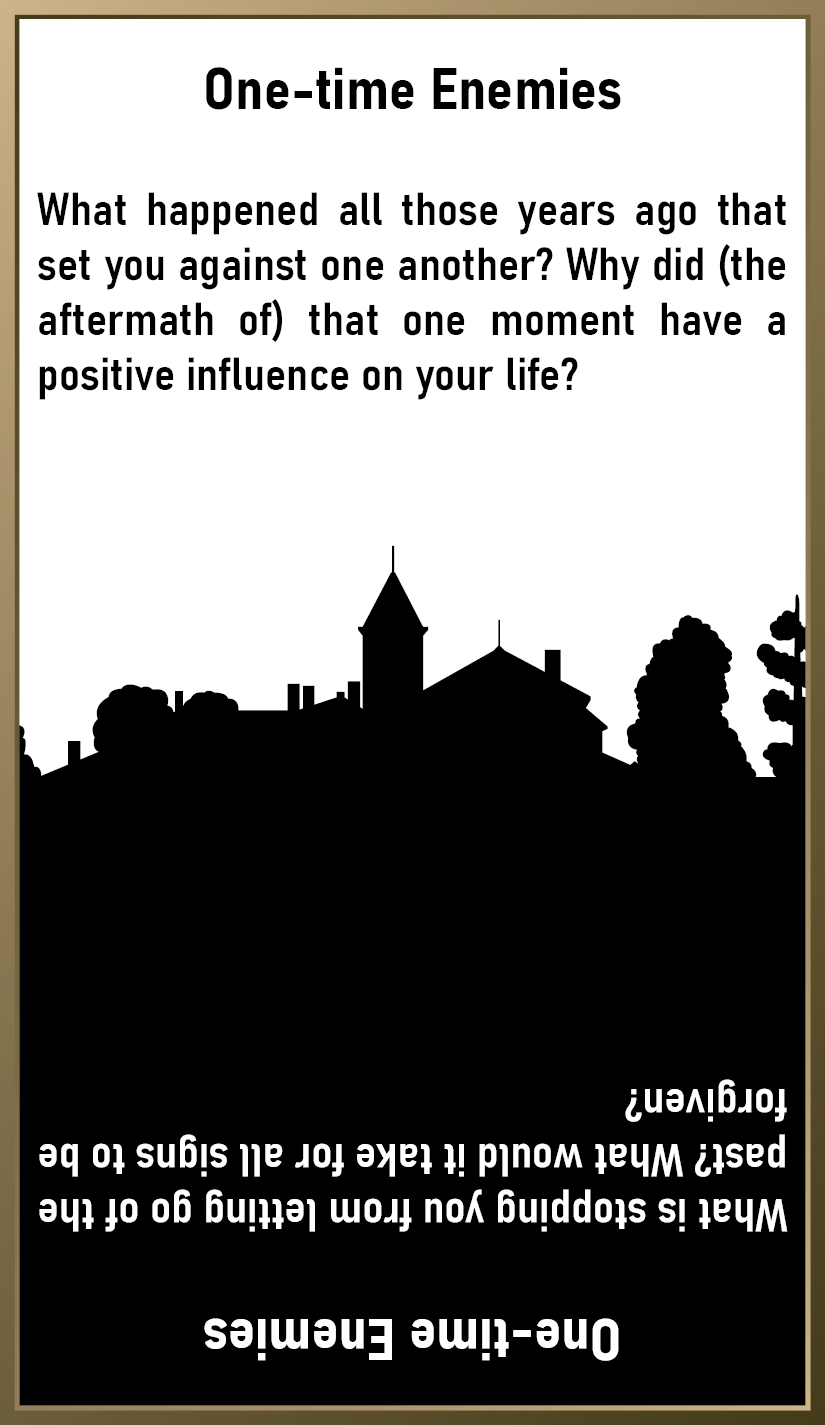 One-time Enemies
What happened all those years ago that
set you against one another? Why did (the
aftermath of) that one moment have a
positive influence on your life?
One-time Enemies
What is stopping you from letting go of the
past? What would it take for all signs to be
forgiven?